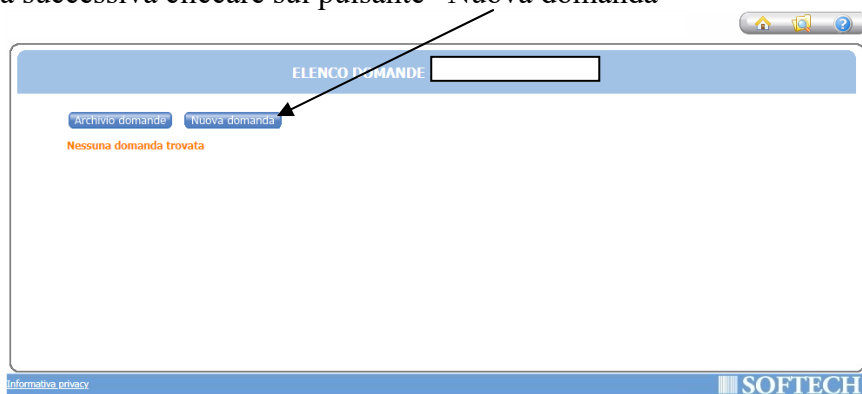 a successiva cliccare sul pulsante "Nuova domanda"
ELENCO DOMANDE
Archivio domande Nuova domanda
Nessuna domanda trovata
Informativa privacy
SOFTECH